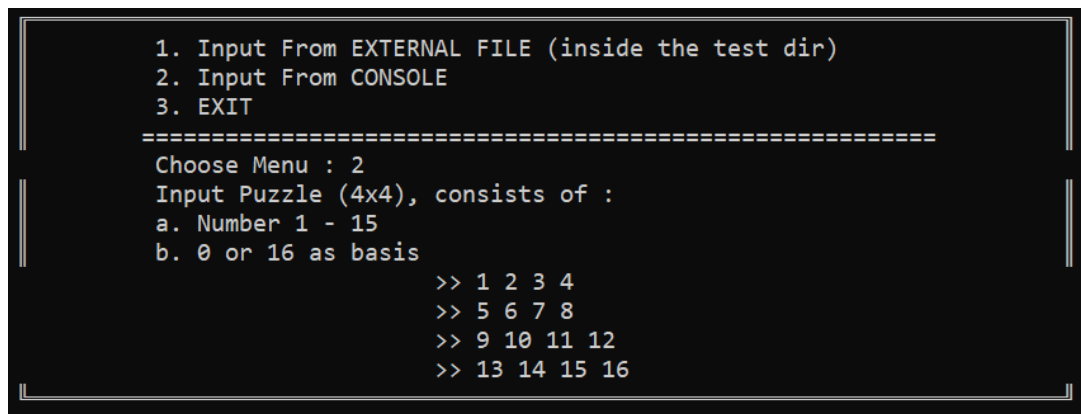 1. Input From EXTERNAL FILE (inside the test dir)
2. Input From CONSOLE
3. EXIT
=========================================================
Choose Menu : 2
Input Puzzle (4x4), consists of :
a. Number 1 - 15
b. 0 or 16 as basis
>> 1 2 3 4
>> 5 6 7 8
>> 9 10 11 12
>> 13 14 15 16